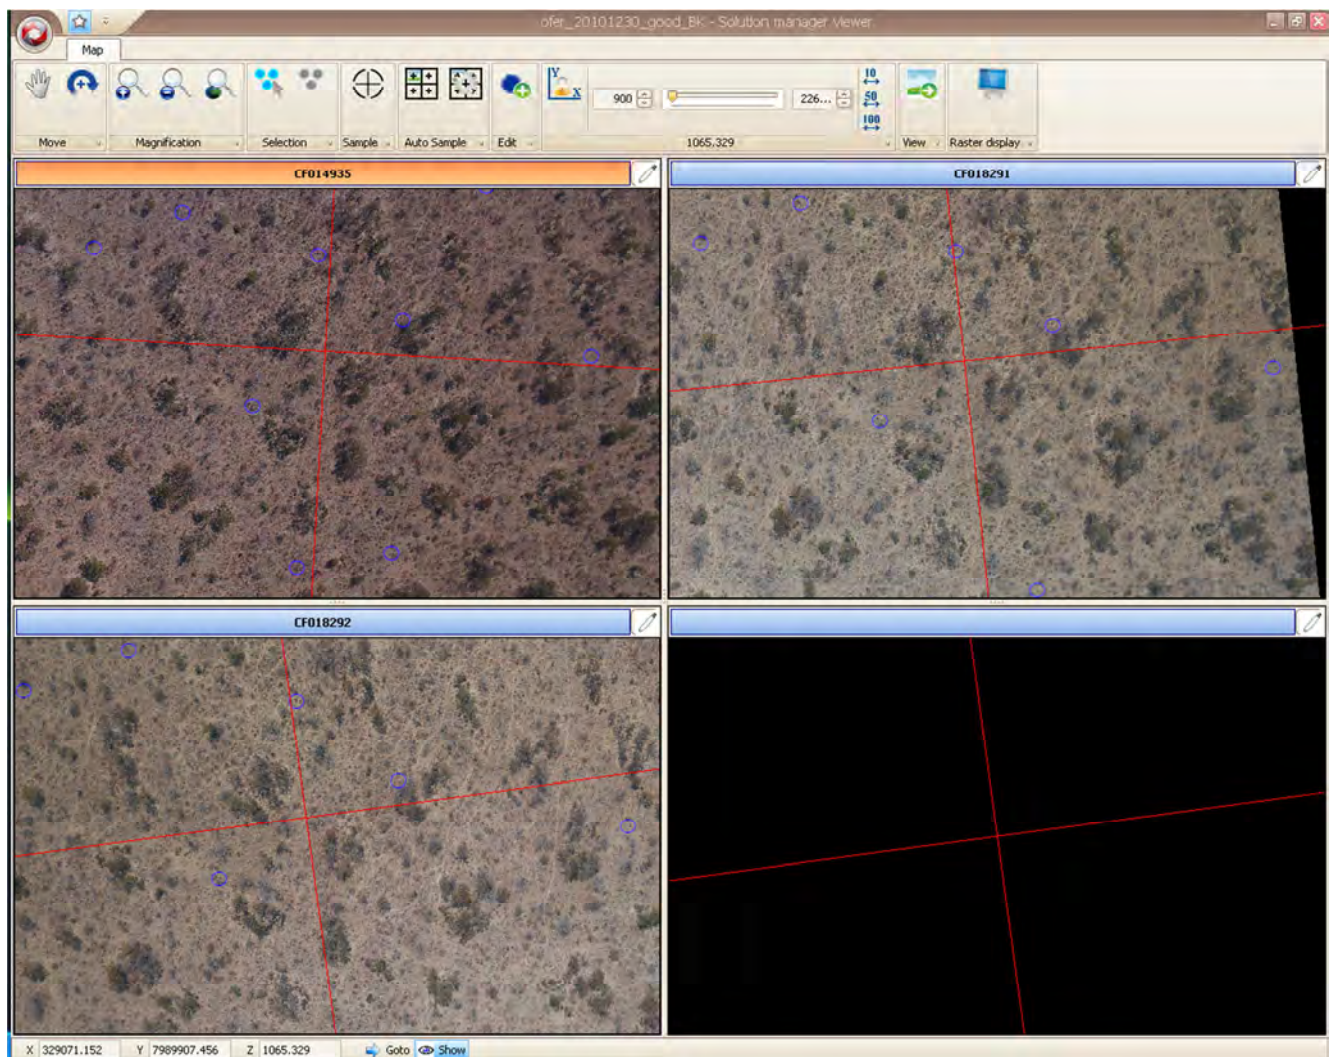 ofer_20101230_good_BK - Solution manager Viewer
Map
900
226...
10
50
100
Y
X
Move
Magnification
Selection
Sample
Auto Sample
Edit
1065.329
View
Raster display
CF014935
CF018291
CF018292
X 329071.152 Y 7989907.456 Z 1065.329 Goto Show